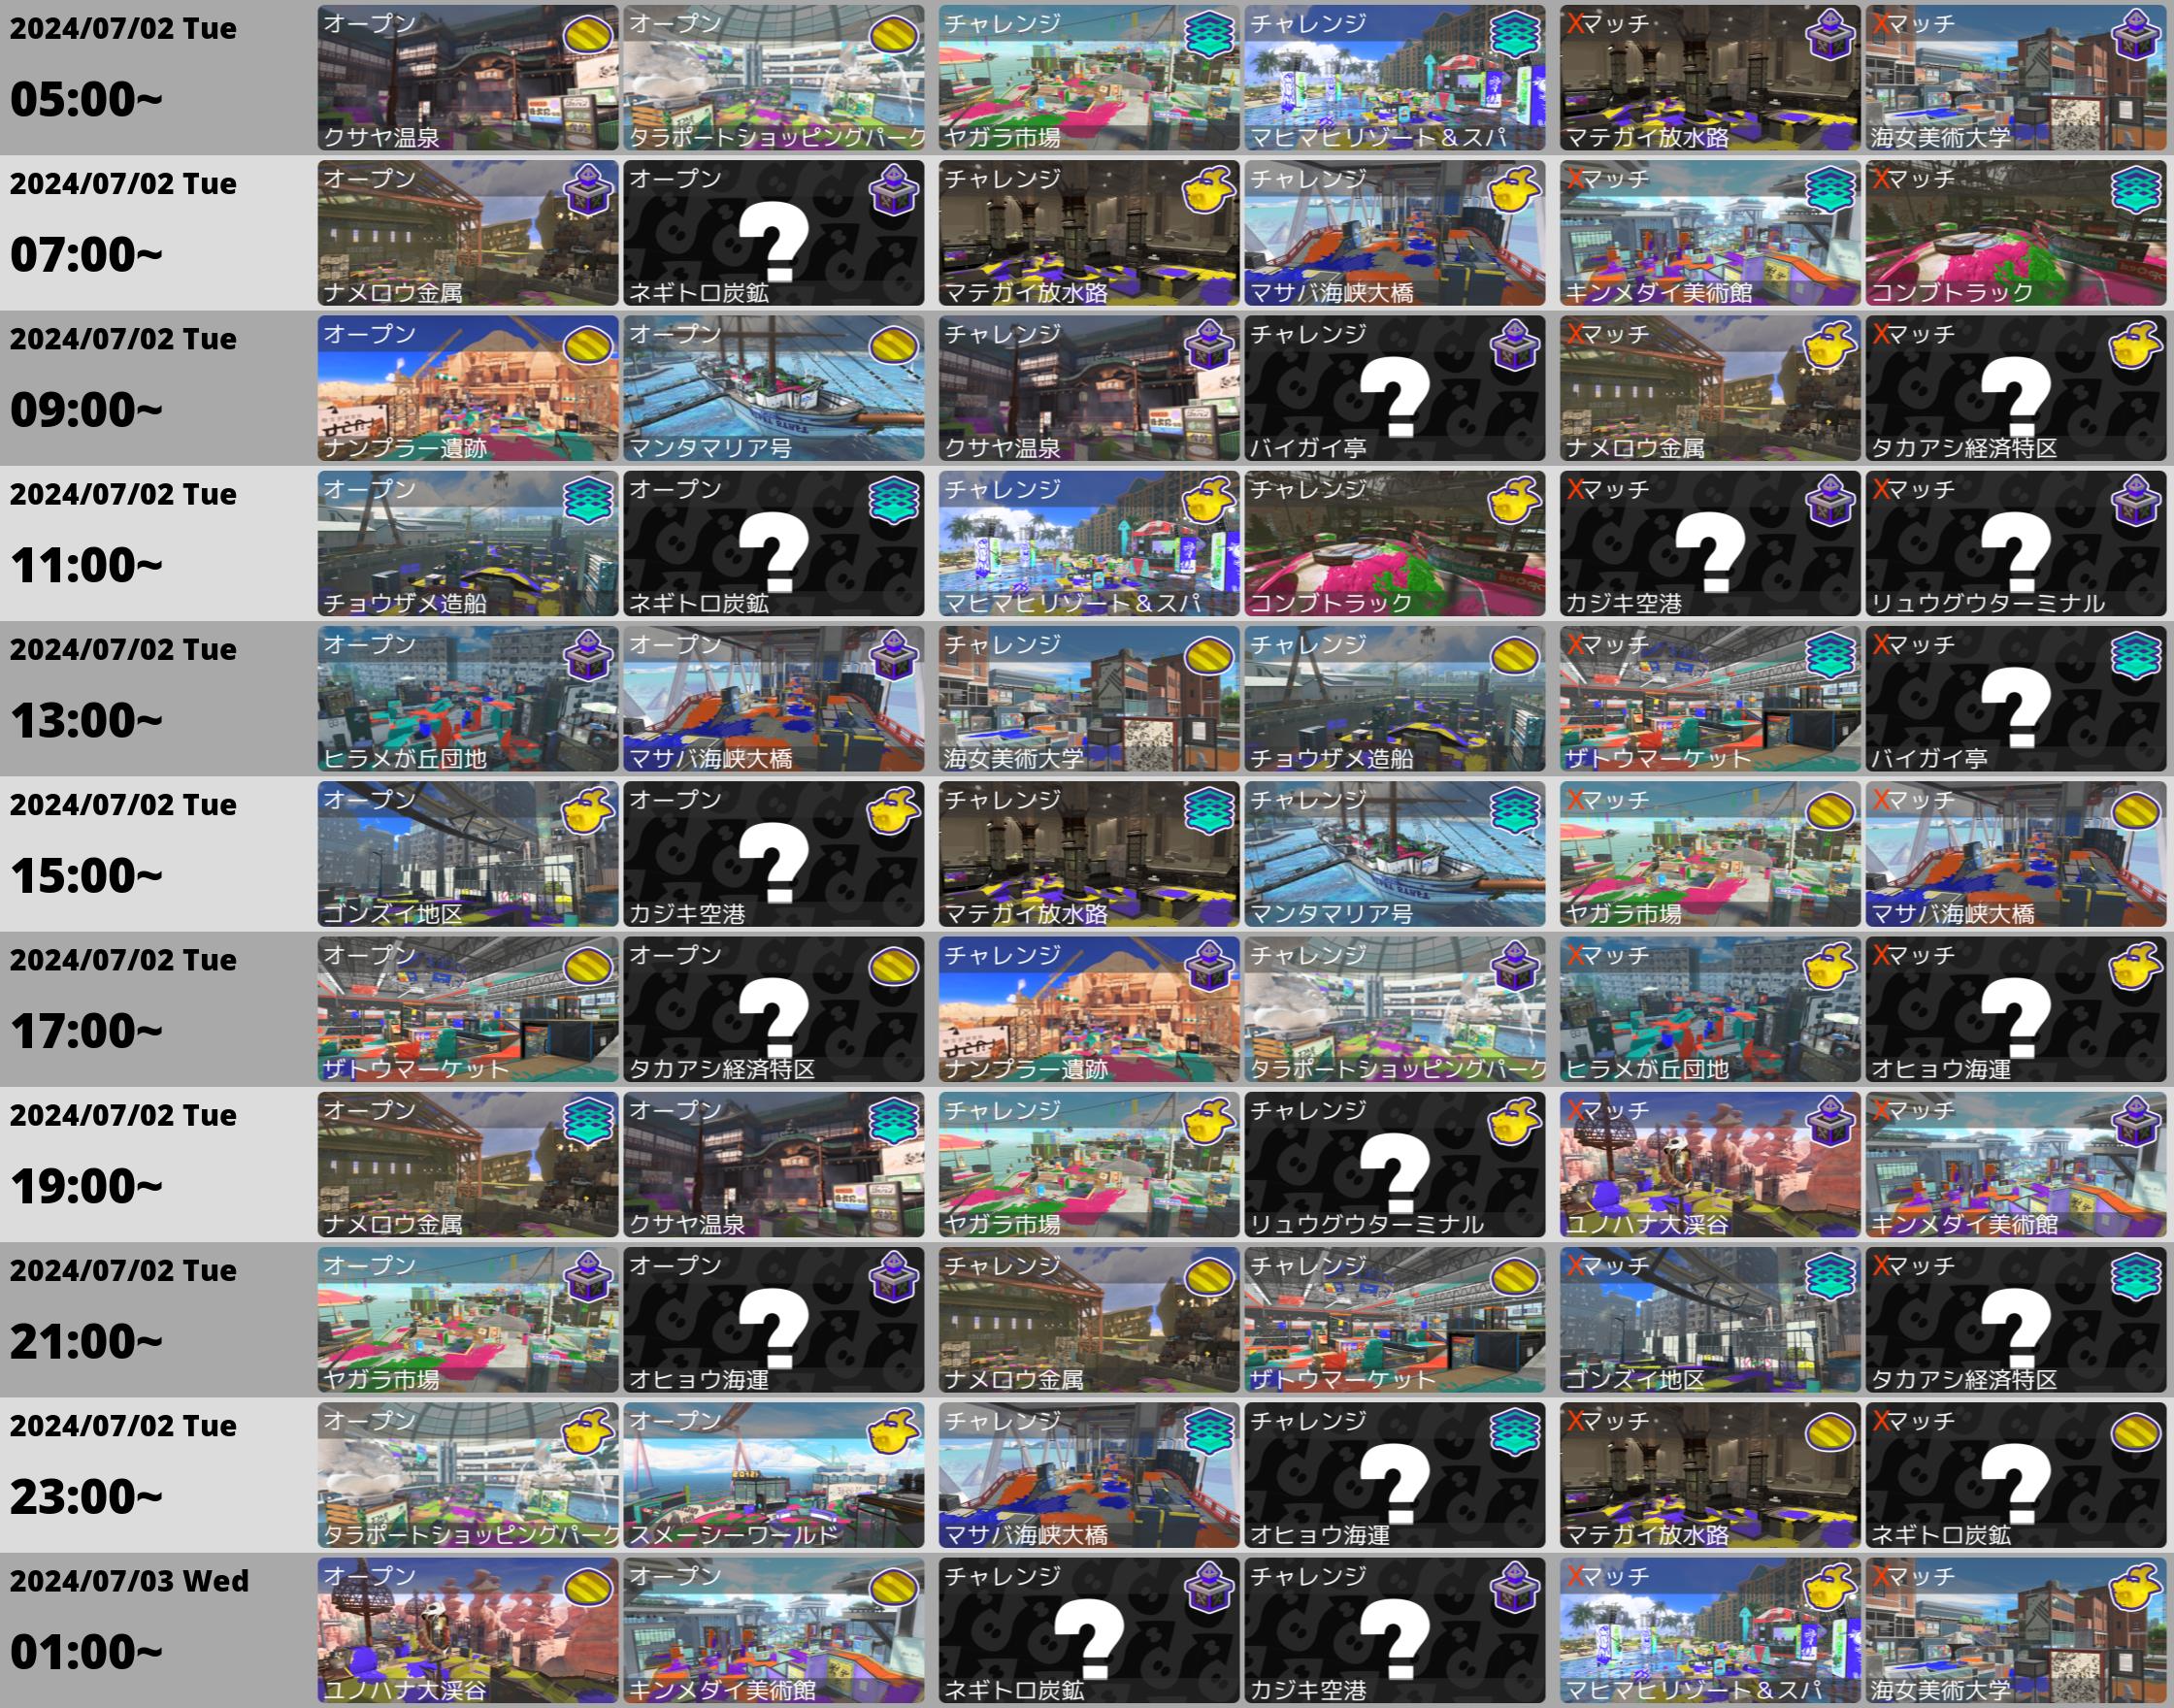 2024/07/02 Tue
05:00~
オープン オープン チャレンジ チャレンジ Xマッチ Xマッチ
クサヤ温泉 タラポートショッピングパーク ヤガラ市場 マヒマヒリゾート＆スパ マテガイ放水路 海女美術大学
2024/07/02 Tue
07:00~
オープン オープン チャレンジ チャレンジ Xマッチ Xマッチ
?
ナメロウ金属 ネギトロ炭鉱 マテガイ放水路 マサバ海峡大橋 キンメダイ美術館 コンブトラック
2024/07/02 Tue
09:00~
オープン オープン チャレンジ チャレンジ Xマッチ Xマッチ
? ?
ナンプラー遺跡 マンタマリア号 クサヤ温泉 バイガイ亭 ナメロウ金属 タカアシ経済特区
2024/07/02 Tue
11:00~
オープン オープン チャレンジ チャレンジ Xマッチ Xマッチ
? ? ?
チョウザメ造船 ネギトロ炭鉱 マヒマヒリゾート＆スパ コンブトラック カジキ空港 リュウグウターミナル
2024/07/02 Tue
13:00~
オープン オープン チャレンジ チャレンジ Xマッチ Xマッチ
?
ヒラメが丘団地 マサバ海峡大橋 海女美術大学 チョウザメ造船 ザトウマーケット バイガイ亭
2024/07/02 Tue
15:00~
オープン オープン チャレンジ チャレンジ Xマッチ Xマッチ
?
ゴンズイ地区 カジキ空港 マテガイ放水路 マンタマリア号 ヤガラ市場 マサバ海峡大橋
2024/07/02 Tue
17:00~
オープン オープン チャレンジ チャレンジ Xマッチ Xマッチ
? ?
ザトウマーケット タカアシ経済特区 ナンプラー遺跡 タラポートショッピングパーク ヒラメが丘団地 オヒョウ海運
2024/07/02 Tue
19:00~
オープン オープン チャレンジ チャレンジ Xマッチ Xマッチ
?
ナメロウ金属 クサヤ温泉 ヤガラ市場 リュウグウターミナル ユノハナ大渓谷 キンメダイ美術館
2024/07/02 Tue
21:00~
オープン オープン チャレンジ チャレンジ Xマッチ Xマッチ
? ?
ヤガラ市場 オヒョウ海運 ナメロウ金属 ザトウマーケット ゴンズイ地区 タカアシ経済特区
2024/07/02 Tue
23:00~
オープン オープン チャレンジ チャレンジ Xマッチ Xマッチ
? ?
タラポートショッピングパーク スメーシーワールド マサバ海峡大橋 オヒョウ海運 マテガイ放水路 ネギトロ炭鉱
2024/07/03 Wed
01:00~
オープン オープン チャレンジ チャレンジ Xマッチ Xマッチ
? ?
ユノハナ大渓谷 キンメダイ美術館 ネギトロ炭鉱 カジキ空港 マヒマヒリゾート＆スパ 海女美術大学